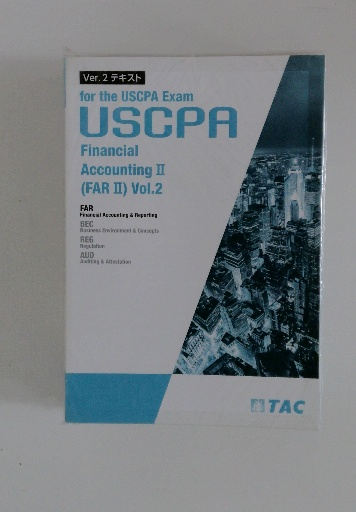 Ver.2 テキスト
for the USCPA Exam
USCPA
Financial
Accounting II
(FAR II) Vol.2
FAR
Financial Accounting & Reporting
BEC
Business Environment & Concepts
REG
Regulation
AUD
Auditing & Attestation
TAC